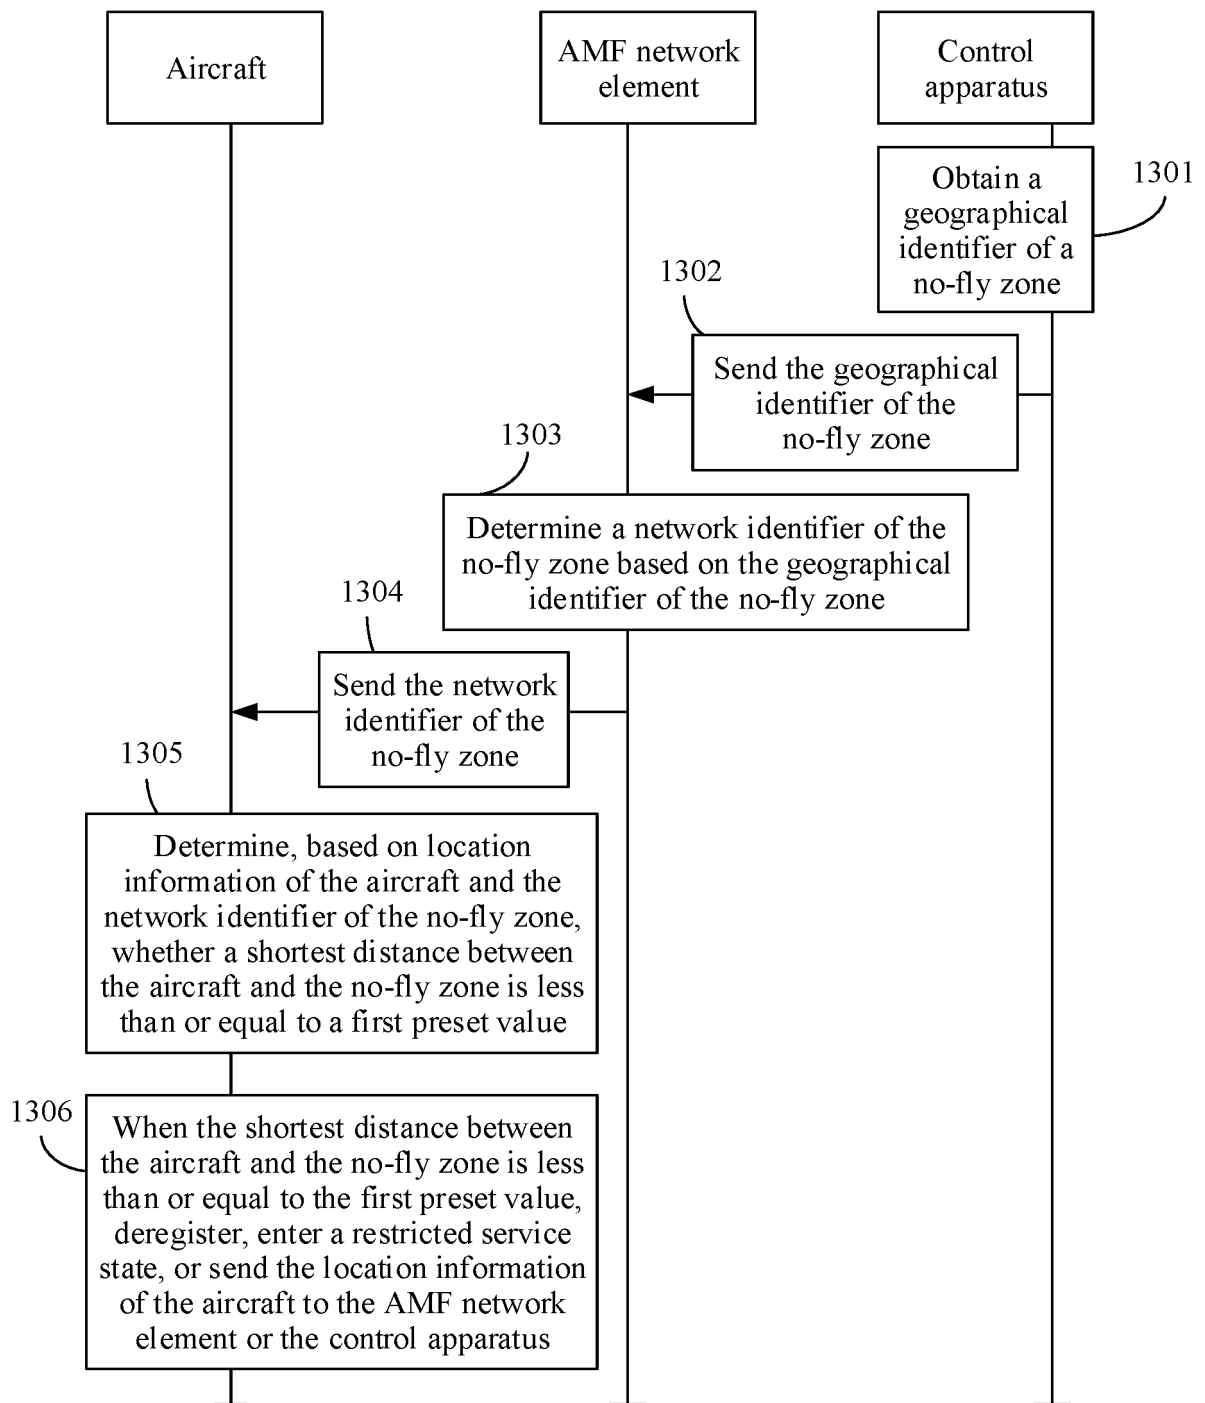 Aircraft
AMF network
element
Control
apparatus
Obtain a
geographical
identifier of a
no-fly zone
1301
1302
Send the geographical
identifier of the
no-fly zone
1303
Determine a network identifier of the
no-fly zone based on the geographical
identifier of the no-fly zone
1304
Send the network
identifier of the
no-fly zone
1305
Determine, based on location
information of the aircraft and the
network identifier of the no-fly zone,
whether a shortest distance between
the aircraft and the no-fly zone is less
than or equal to a first preset value
1306
When the shortest distance between
the aircraft and the no-fly zone is less
than or equal to the first preset value,
deregister, enter a restricted service
state, or send the location information
of the aircraft to the AMF network
element or the control apparatus